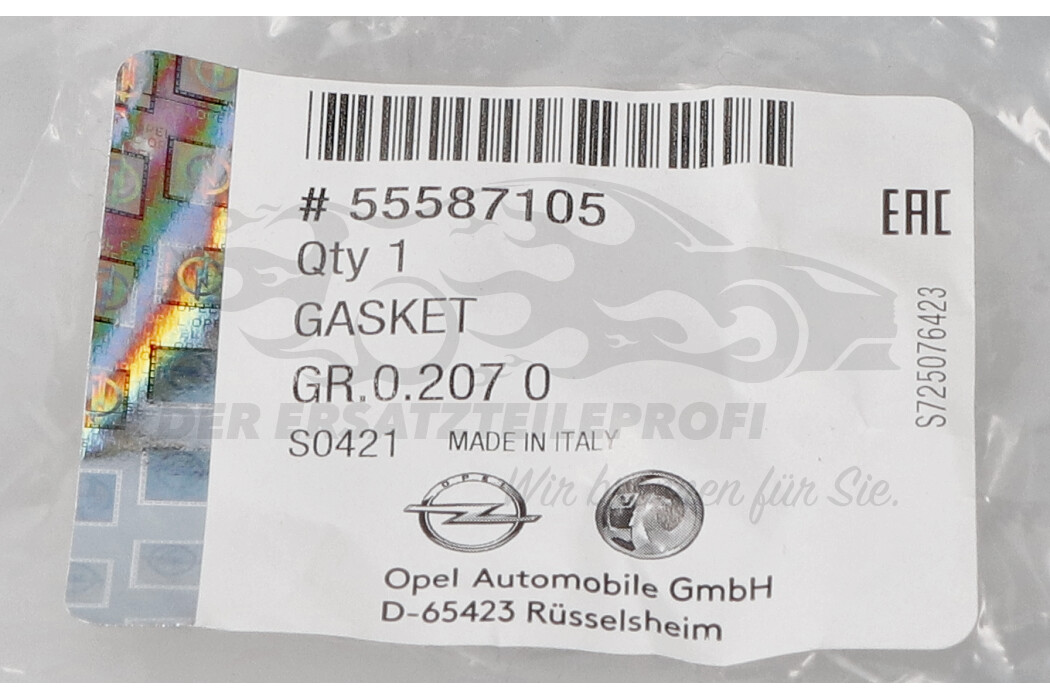 # 55587105
Qty 1
GASKET
GR.0.207 0
S0421 MADE IN ITALY
EAC
S725076423
OPEL
Opel Automobile GmbH
D-65423 Rüsselsheim
DER ERSATZTEILEPROFI
Wir für Sie.